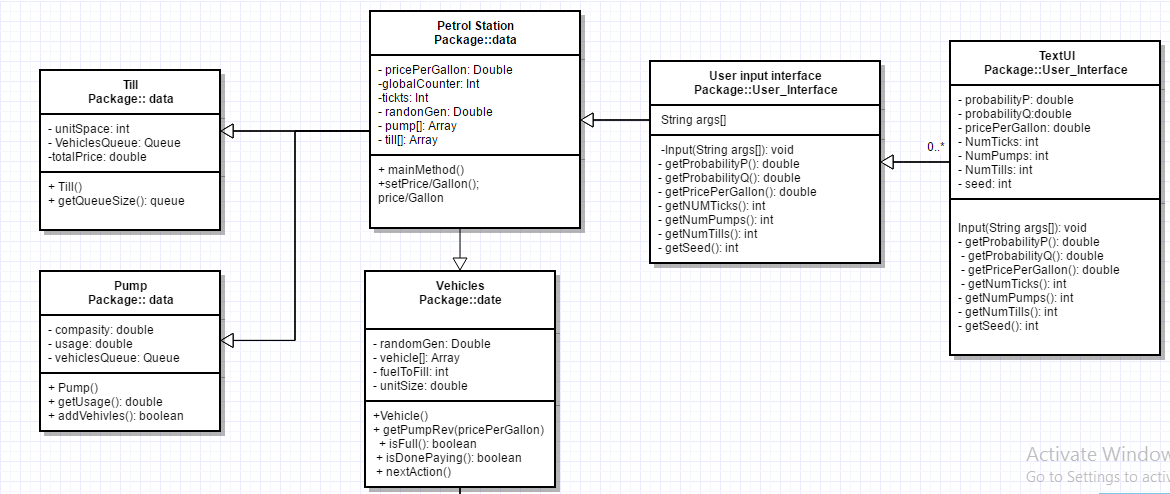 Petrol Station
Package::data
- pricePerGallon: Double
-globalCounter: Int
-tickts: Int
- randonGen: Double
- pump[]: Array
- till[]: Array
+ mainMethod()
+setPrice/Gallon();
price/Gallon
Till
Package:: data
- unitSpace: int
- VehiclesQueue: Queue
-totalPrice: double
+ Till()
+ getQueueSize(): queue
Pump
Package:: data
- compasity: double
- usage: double
- vehiclesQueue: Queue
+ Pump()
+ getUsage(): double
+ addVehivles(): boolean
Vehicles
Package::date
- randomGen: Double
- vehicle[]: Array
- fuelToFill: int
- unitSize: double
+Vehicle()
+ getPumpRev(pricePerGallon)
+ isFull(): boolean
+ isDonePaying(): boolean
+ nextAction()
User input interface
Package::User_Interface
String args[]
-Input(String args[]): void
- getProbabilityP(): double
- getProbabilityQ(): double
- getPricePerGallon(): double
- getNUMTicks(): int
- getNumPumps(): int
- getNumTills(): int
- getSeed(): int
0..*
TextUI
Package::User_Interface
- probabilityP: double
- probabilityQ:double
- pricePerGallon: double
- NumTicks: int
- NumPumps: int
- NumTills: int
- seed: int
Input(String args[]): void
- getProbabilityP(): double
- getProbabilityQ(): double
- getPricePerGallon(): double
- getNumTicks(): int
- getNumPumps(): int
- getNumTills(): int
- getSeed(): int
Activate Window
Go to Settings to activ